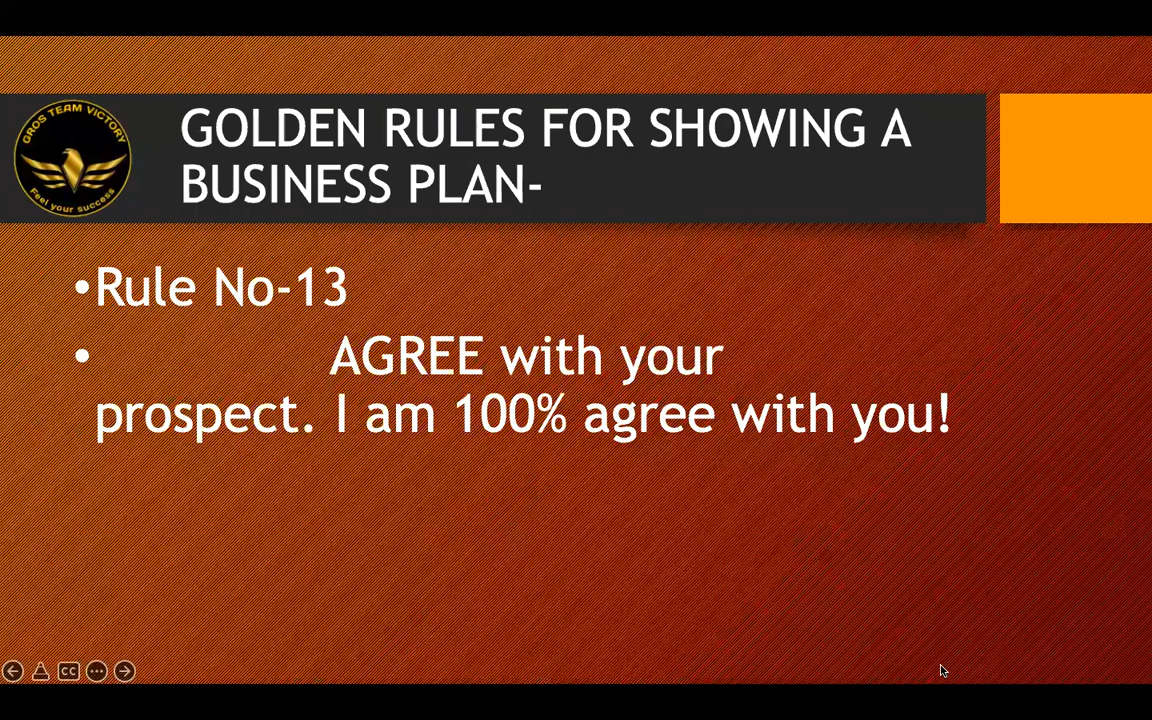 GROS TEAM VICTORY
Feel your success
GOLDEN RULES FOR SHOWING A
BUSINESS PLAN-
•Rule No-13
• AGREE with your
prospect. I am 100% agree with you!
CC